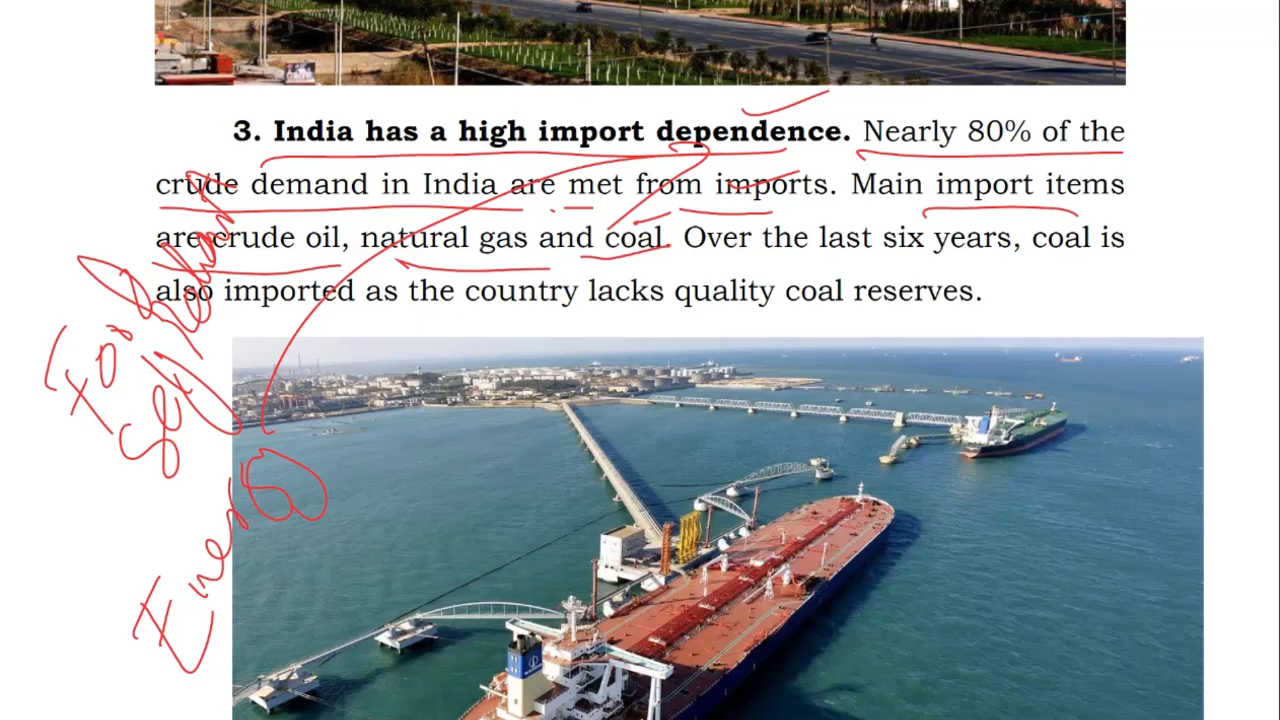 3. India has a high import dependence. Nearly 80% of the
crude demand in India are met from imports. Main import items
are crude oil, natural gas and coal. Over the last six years, coal is
also imported as the country lacks quality coal reserves.
Food
Self
Energy